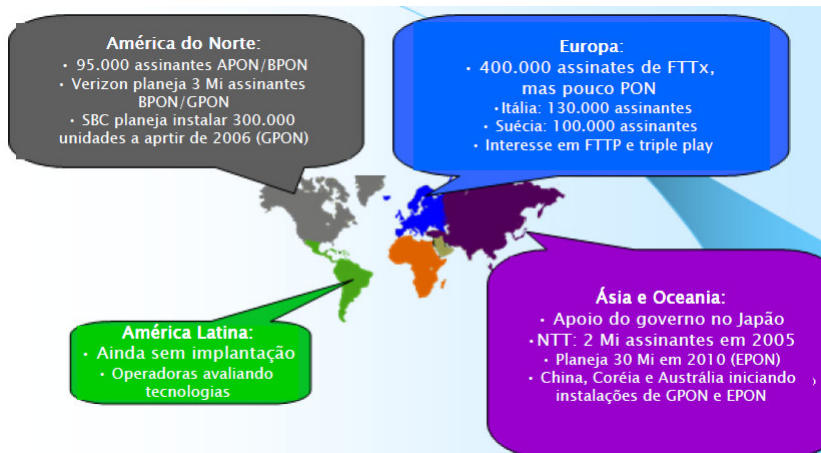 América do Norte:
• 95.000 assinantes APON/BPON
• Verizon planeja 3 Mi assinantes
BPON/GPON
• SBC planeja instalar 300.000
unidades a aprtir de 2006 (GPON)
Europa:
• 400.000 assinates de FTTx,
mas pouco PON
•Itália: 130.000 assinantes
• Suécia: 100.000 assinantes
• Interesse em FTTP e triple play
América Latina:
• Ainda sem implantação
• Operadoras avaliando
tecnologias
Ásia e Oceania:
• Apoio do governo no Japão
•NTT: 2 Mi assinantes em 2005
• Planeja 30 Mi em 2010 (EPON)
• China, Coréia e Austrália iniciando
instalações de GPON e EPON